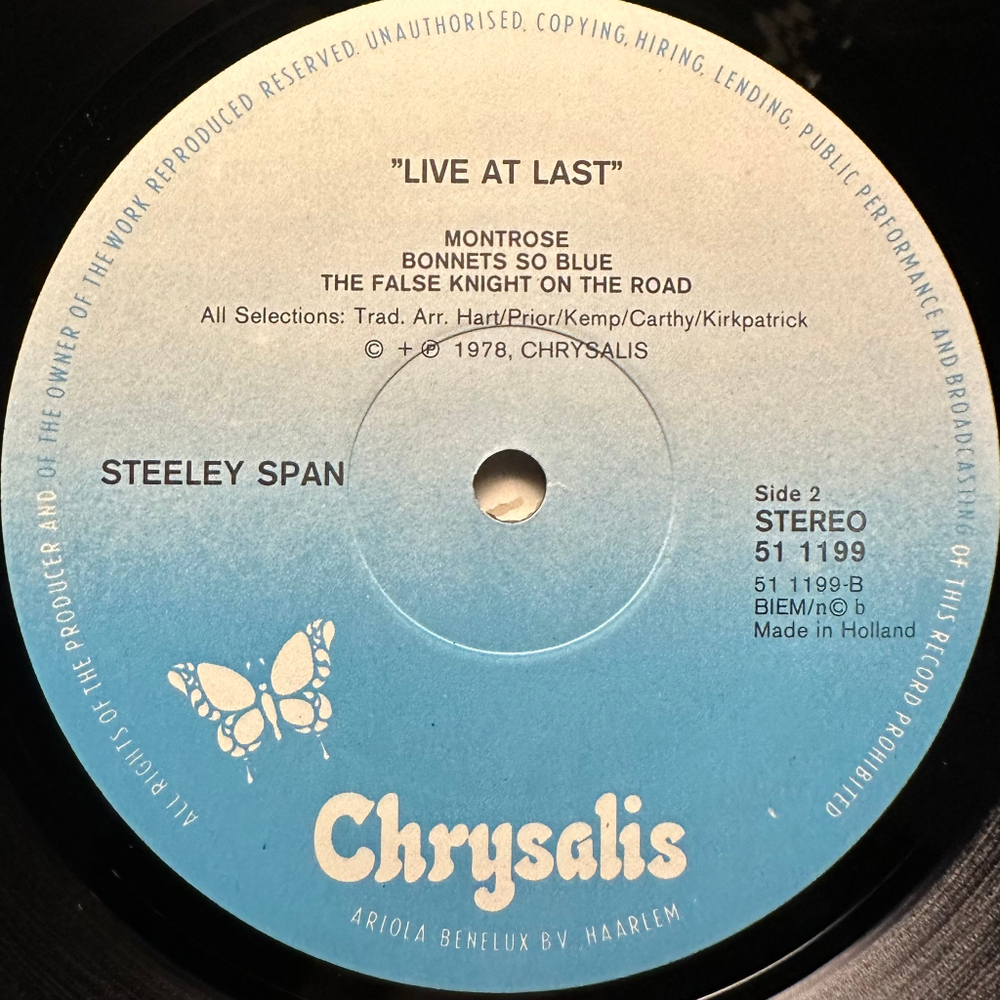 ALL RIGHTS OF THE PRODUCER AND OF THE OWNER OF THE WORK REPRODUCED RESERVED. UNAUTHORISED. COPYING, HIRING, LENDING, PUBLIC PERFORMANCE AND BROADCASTING OF THIS RECORD PROHIBITED
"LIVE AT LAST"
MONTROSE
BONNETS SO BLUE
THE FALSE KNIGHT ON THE ROAD
All Selections: Trad. Arr. Hart/Prior/Kemp/Carthy/Kirkpatrick
© + ℗ 1978, CHRYSALIS
STEELEY SPAN
Side 2
STEREO
51 1199
51 1199-B
BIEM/n© b
Made in Holland
Chrysalis
ARIOLA BENELUX BV. HAARLEM